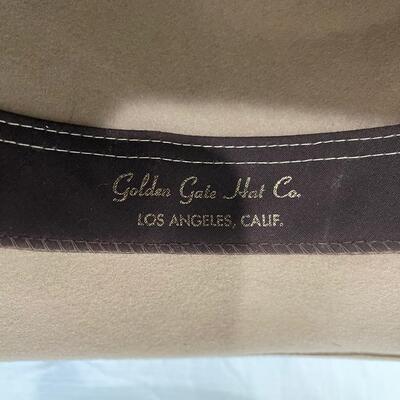 Golden Gate Hat Co.
LOS ANGELES, CALIF.